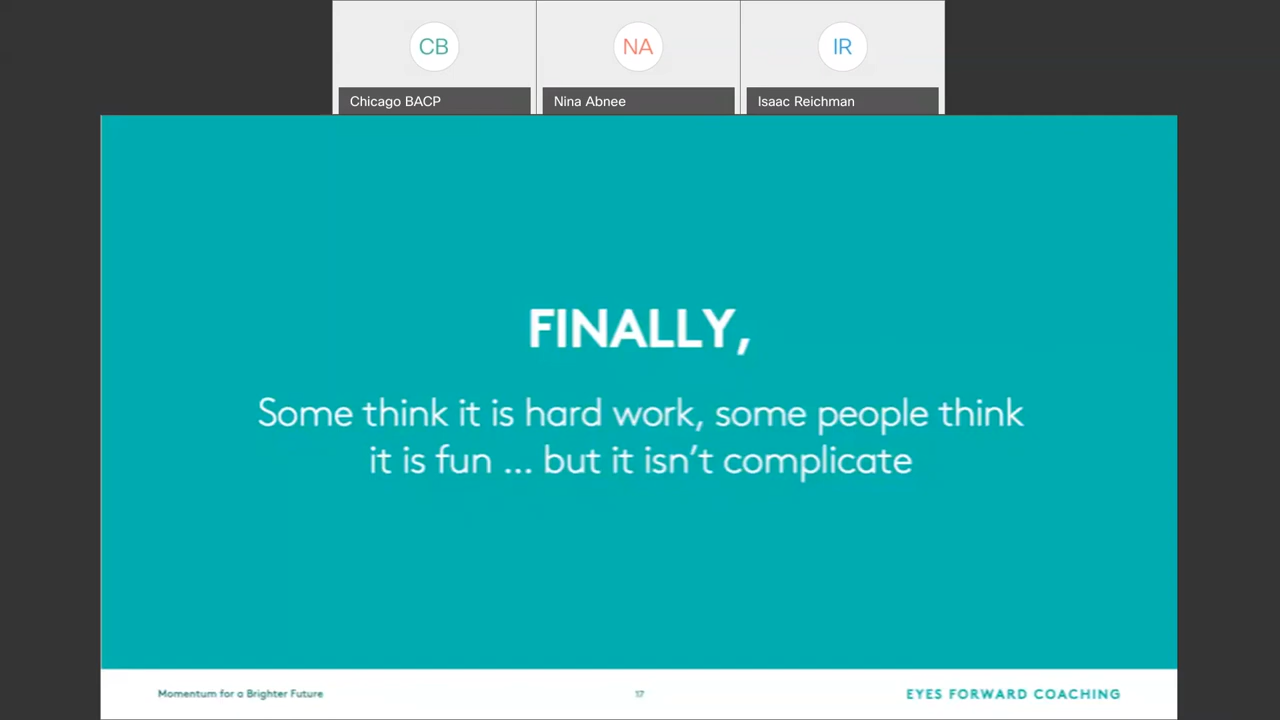 CB
NA
IR
Chicago BACP
Nina Abnee
Isaac Reichman
FINALLY,
Some think it is hard work, some people think
it is fun ... but it isn't complicate
Momentum for a Brighter Future
17
EYES FORWARD COACHING